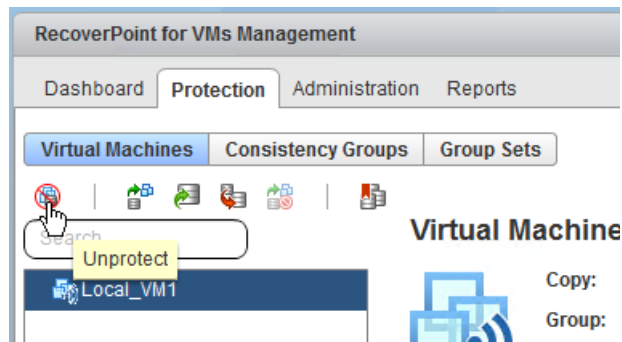 RecoverPoint for VMs Management
Dashboard Protection Administration Reports
Virtual Machines Consistency Groups Group Sets
Search
Unprotect
Virtual Machine
Local_VM1
Copy:
Group: